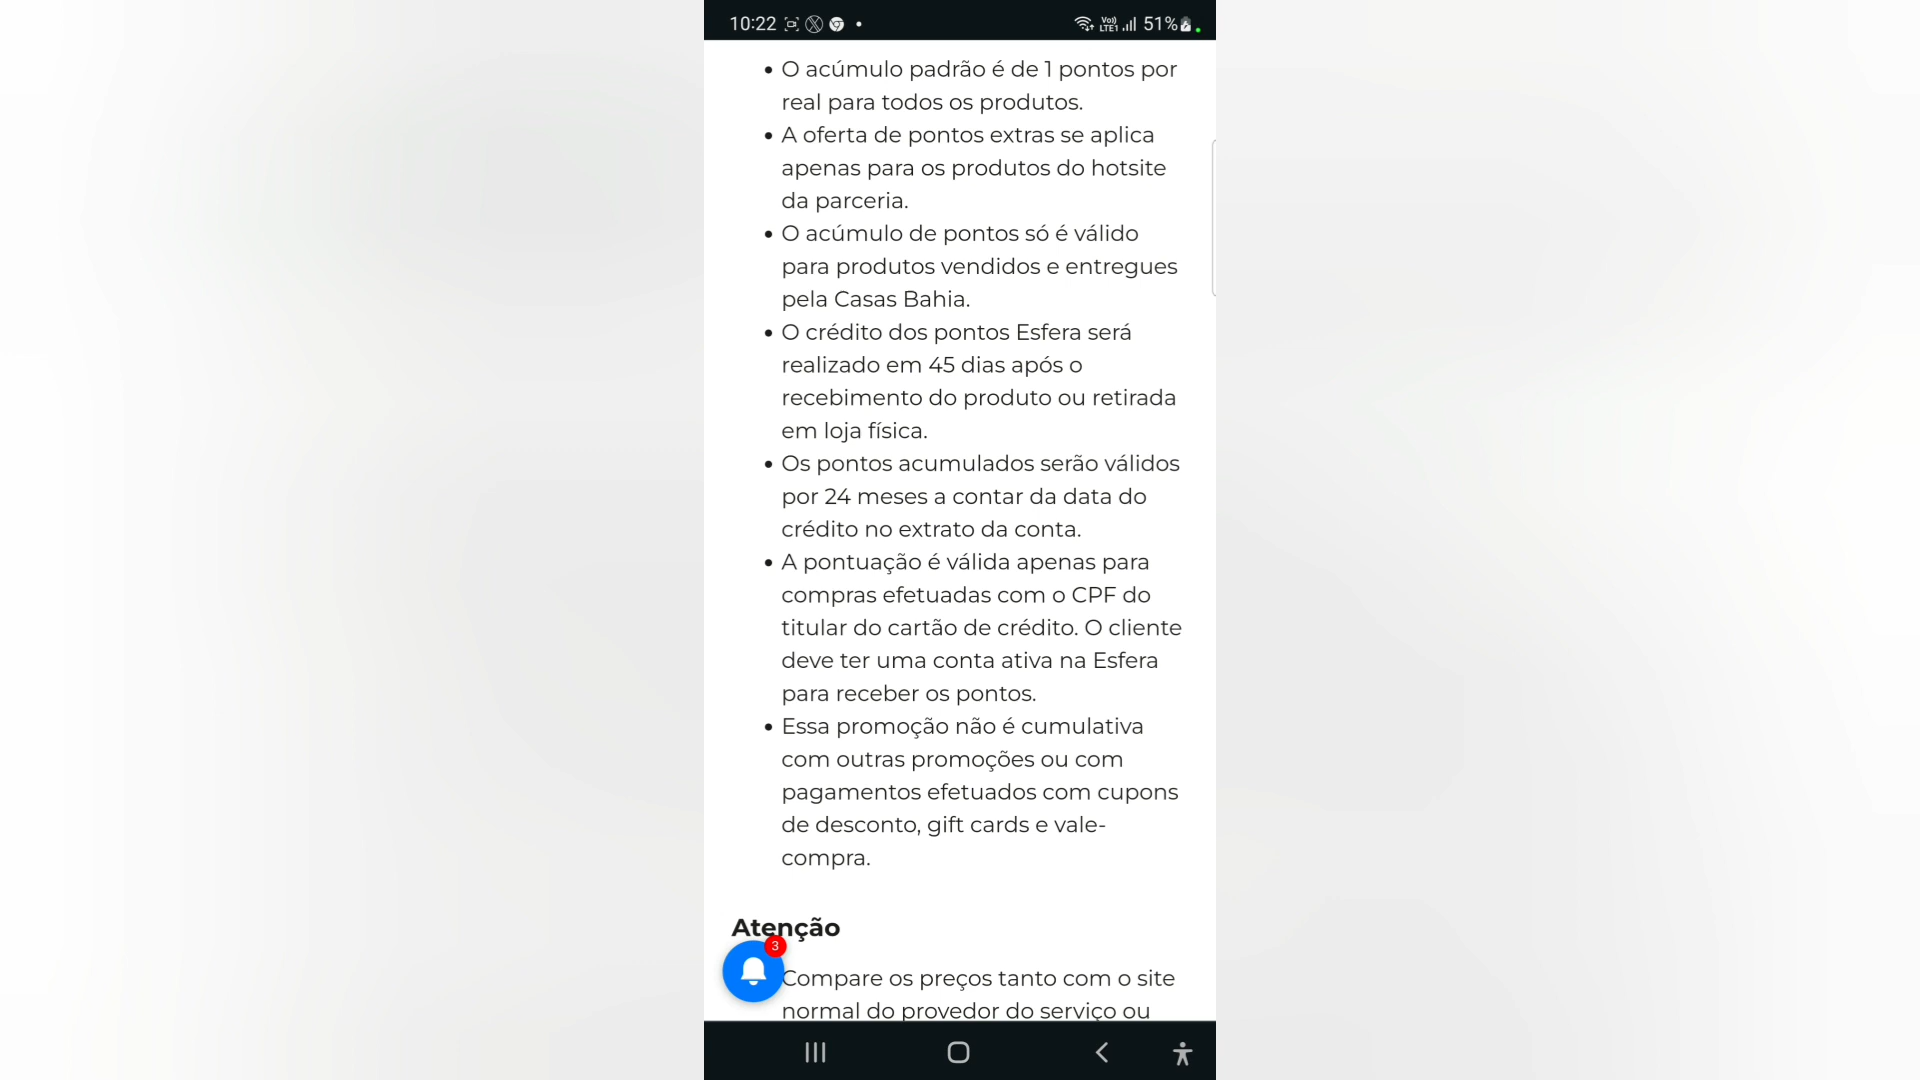 10:22
Vo)) LTE1 51%
• O acúmulo padrão é de 1 pontos por
real para todos os produtos.
• A oferta de pontos extras se aplica
apenas para os produtos do hotsite
da parceria.
• O acúmulo de pontos só é válido
para produtos vendidos e entregues
pela Casas Bahia.
• O crédito dos pontos Esfera será
realizado em 45 dias após o
recebimento do produto ou retirada
em loja física.
• Os pontos acumulados serão válidos
por 24 meses a contar da data do
crédito no extrato da conta.
• A pontuação é válida apenas para
compras efetuadas com o CPF do
titular do cartão de crédito. O cliente
deve ter uma conta ativa na Esfera
para receber os pontos.
• Essa promoção não é cumulativa
com outras promoções ou com
pagamentos efetuados com cupons
de desconto, gift cards e vale-
compra.
Atenção
3
Compare os preços tanto com o site
normal do provedor do serviço ou